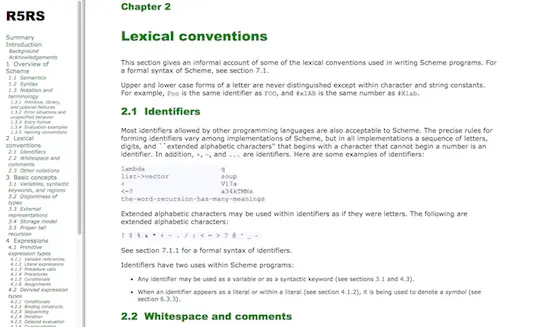 R5RS
Summary
Introduction
Background
Acknowledgements
1 Overview of
Scheme
1.1 Semantics
1.2 Syntax
1.3 Notation and
terminology
1.3.1 Primitive, library,
and optional features
1.3.2 Error situations and
unspecified behavior
1.3.3 Entry format
1.3.4 Evaluation examples
1.3.5 Naming conventions
2 Lexical
conventions
2.1 Identifiers
2.2 Whitespace and
comments
2.3 Other notations
3 Basic concepts
3.1 Variables, syntactic
keywords, and regions
3.2 Disjointness of
types
3.3 External
representations
3.4 Storage model
3.5 Proper tail
recursion
4 Expressions
4.1 Primitive
expression types
4.1.1 Variable references
4.1.2 Literal expressions
4.1.3 Procedure calls
4.1.4 Procedures
4.1.5 Conditionals
4.1.6 Assignments
4.2 Derived expression
types
4.2.1 Conditionals
4.2.2 Binding constructs
4.2.3 Sequencing
4.2.4 Iteration
4.2.5 Delayed evaluation
Chapter 2
Lexical conventions
This section gives an informal account of some of the lexical conventions used in writing Scheme programs. For
a formal syntax of Scheme, see section 7.1.
Upper and lower case forms of a letter are never distinguished except within character and string constants.
For example, Foo is the same identifier as FOO, and #x1AB is the same number as #X1ab.
2.1 Identifiers
Most identifiers allowed by other programming languages are also acceptable to Scheme. The precise rules for
forming identifiers vary among implementations of Scheme, but in all implementations a sequence of letters,
digits, and ``extended alphabetic characters'' that begins with a character that cannot begin a number is an
identifier. In addition, +, -, and ... are identifiers. Here are some examples of identifiers:
lambda q
list->vector soup
+ V17a
<=? a34kTMNs
the-word-recursion-has-many-meanings
Extended alphabetic characters may be used within identifiers as if they were letters. The following are
extended alphabetic characters:
! $ % & * + - . / : < = > ? @ ^ _ ~
See section 7.1.1 for a formal syntax of identifiers.
Identifiers have two uses within Scheme programs:
• Any identifier may be used as a variable or as a syntactic keyword (see sections 3.1 and 4.3).
• When an identifier appears as a literal or within a literal (see section 4.1.2), it is being used to denote a symbol (see
section 6.3.3).
2.2 Whitespace and comments